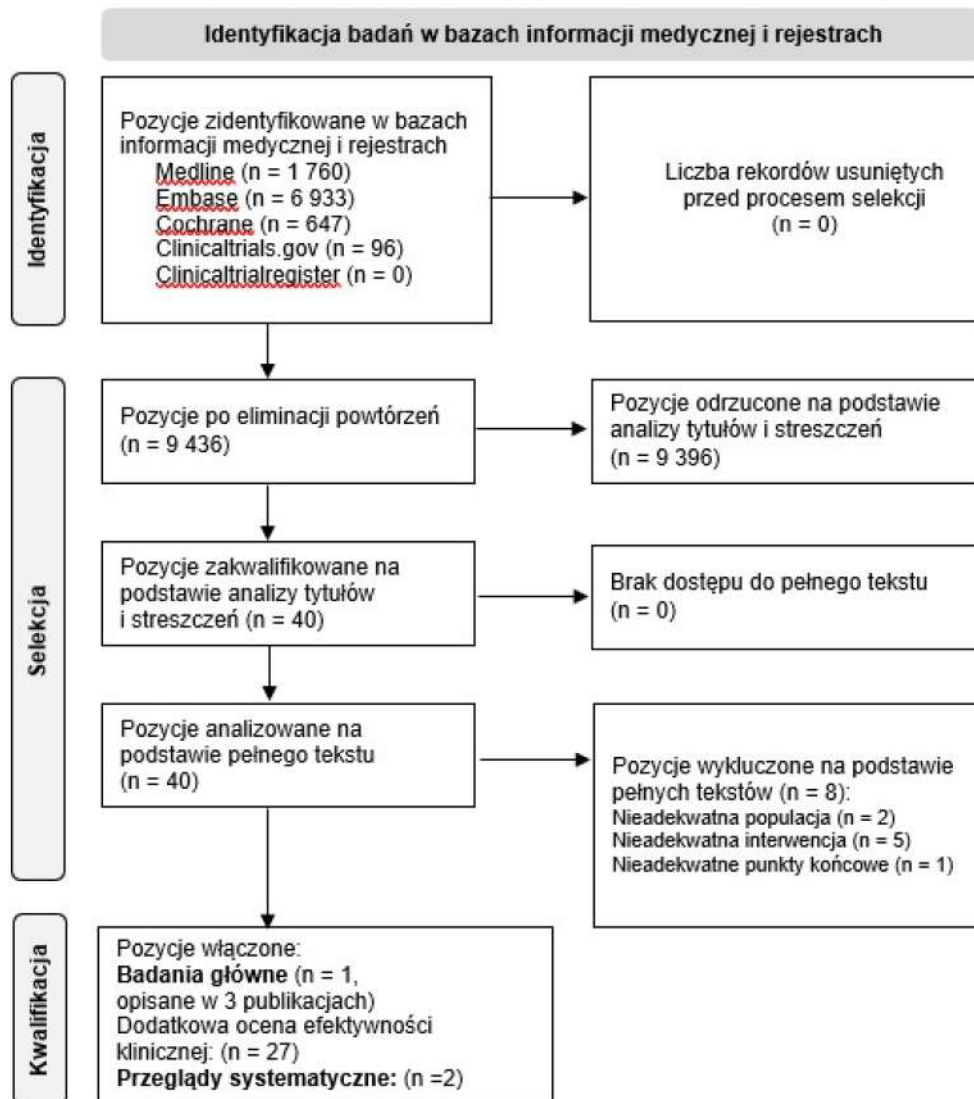 Identyfikacja badań w bazach informacji medycznej i rejestrach
Identyfikacja
Pozycje zidentyfikowane w bazach
informacji medycznej i rejestrach
Medline (n = 1 760)
Embase (n = 6 933)
Cochrane (n = 647)
Clinicaltrials.gov (n = 96)
Clinicaltrialregister (n = 0)
Liczba rekordów usuniętych
przed procesem selekcji
(n = 0)
Selekcja
Pozycje po eliminacji powtórzeń
(n = 9 436)
Pozycje odrzucone na podstawie
analizy tytułów i streszczeń
(n = 9 396)
Pozycje zakwalifikowane na
podstawie analizy tytułów
i streszczeń (n = 40)
Brak dostępu do pełnego tekstu
(n = 0)
Pozycje analizowane na
podstawie pełnego tekstu
(n = 40)
Pozycje wykluczone na podstawie
pełnych tekstów (n = 8):
Nieadekwatna populacja (n = 2)
Nieadekwatna interwencja (n = 5)
Nieadekwatne punkty końcowe (n = 1)
Kwalifikacja
Pozycje włączone:
Badania główne (n = 1,
opisane w 3 publikacjach)
Dodatkowa ocena efektywności
klinicznej: (n = 27)
Przeglądy systematyczne: (n =2)